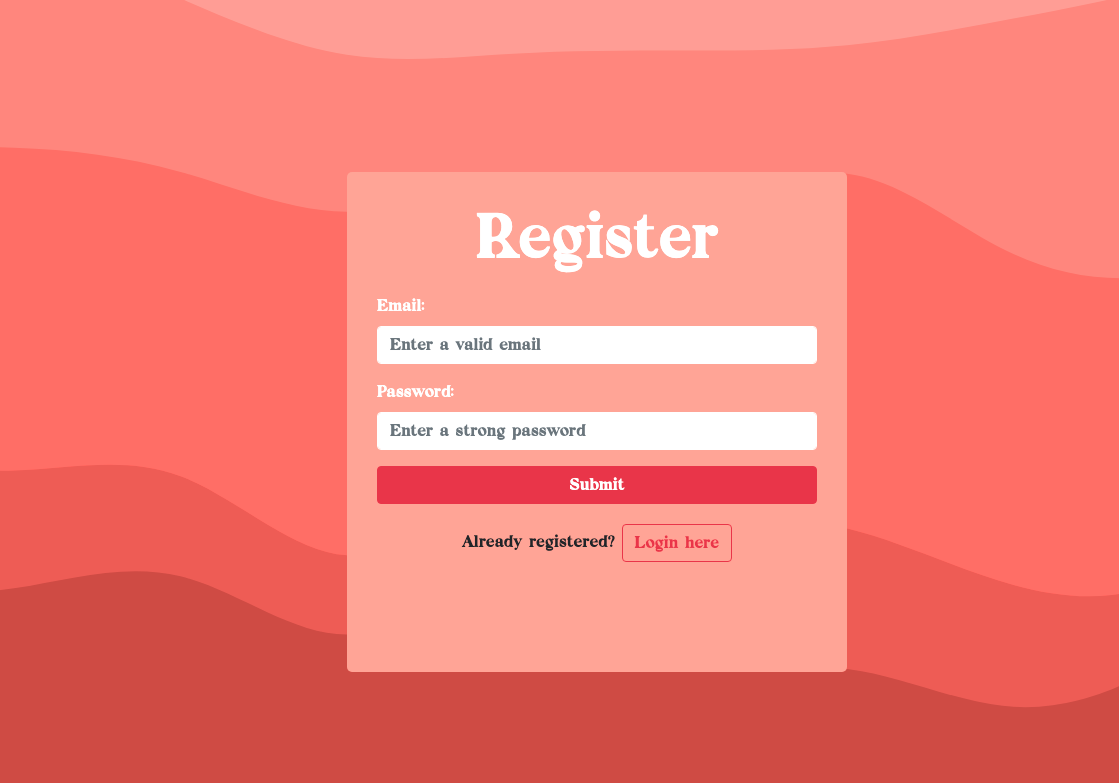 Register
Email:
Enter a valid email
Password:
Enter a strong password
Submit
Already registered? Login here